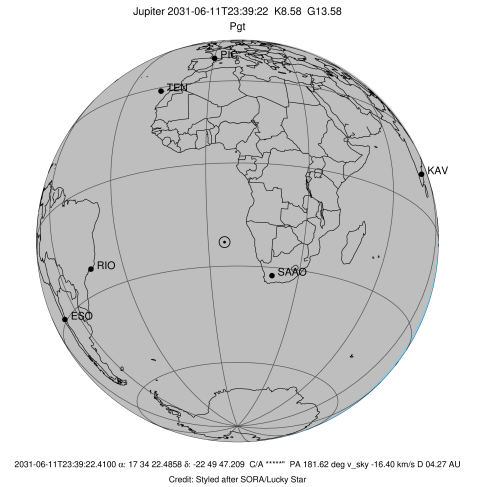 Jupiter 2031-06-11T23:39:22 K8.58 G13.58
Pgt
PIC
TEN
KAV
RIO
SAAO
ESO
2031-06-11T23:39:22.4100 α: 17 34 22.4858 δ: -22 49 47.209 C/A *****" PA 181.62 deg v_sky -16.40 km/s D 04.27 AU
Credit: Styled after SORA/Lucky Star